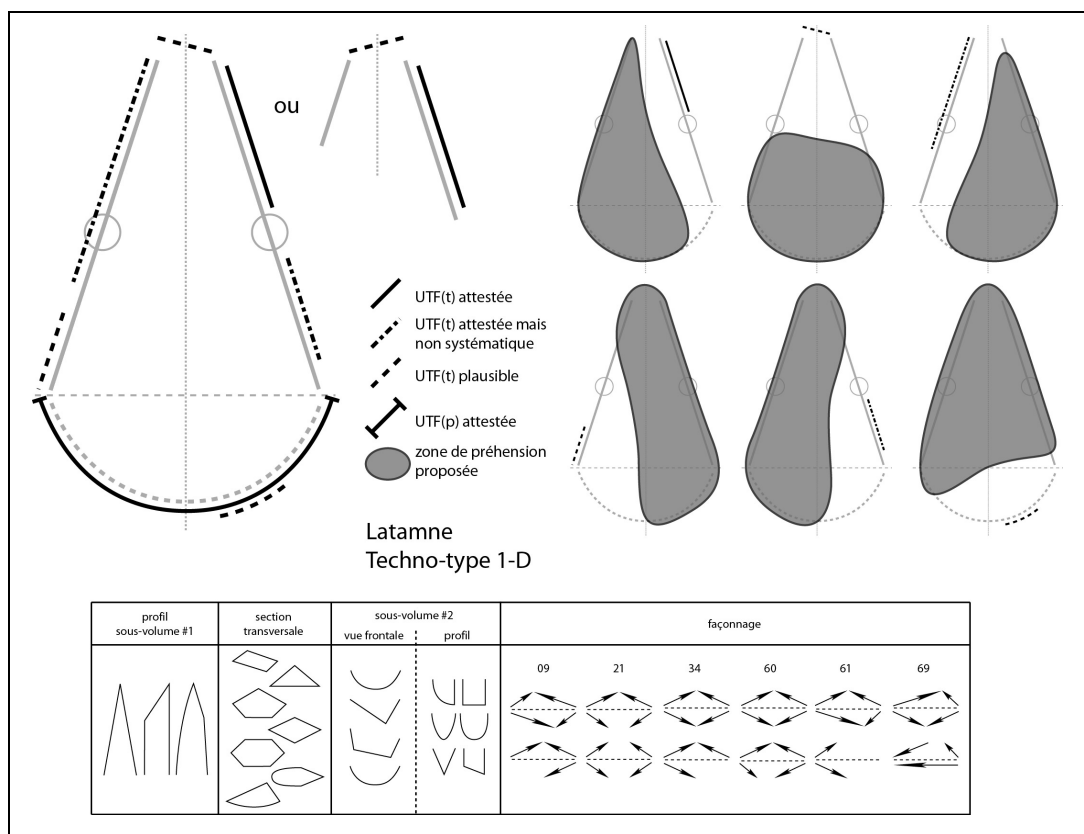 ou
UTF(t) attestée
UTF(t) attestée mais
non systématique
UTF(t) plausible
UTF(p) attestée
zone de préhension
proposée
Latamne
Techno-type 1-D
profil
sous-volume #1
section
transversale
sous-volume #2
vue frontale
profil
façonnage
09 21 34 60 61 69